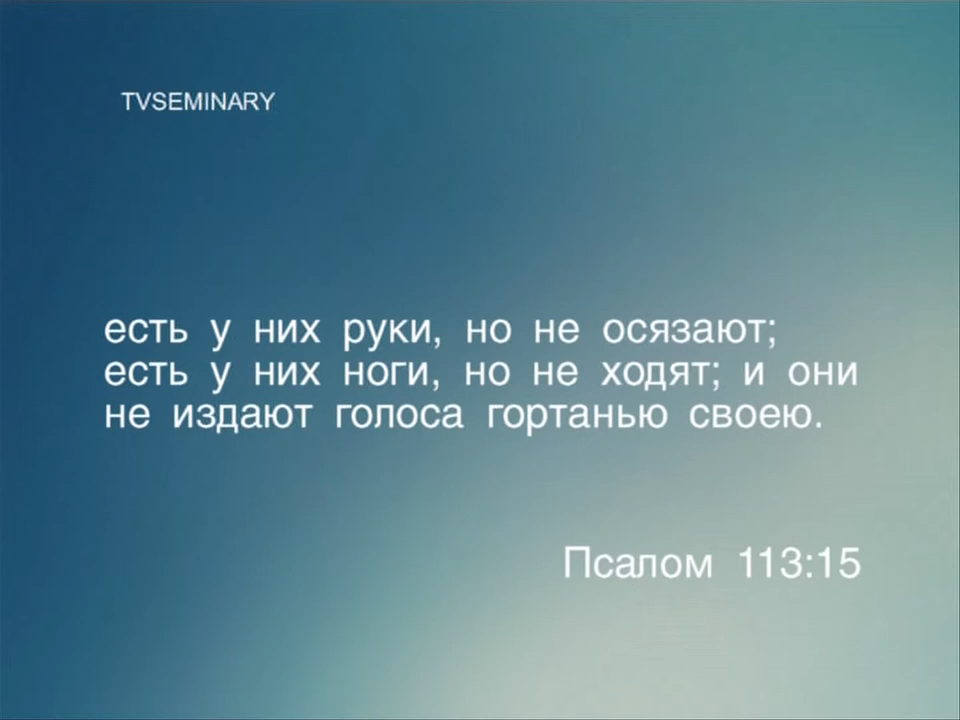 TVSEMINARY
есть у них руки, но не осязают;
есть у них ноги, но не ходят; и они
не издают голоса гортанью своею.
Псалом 113:15